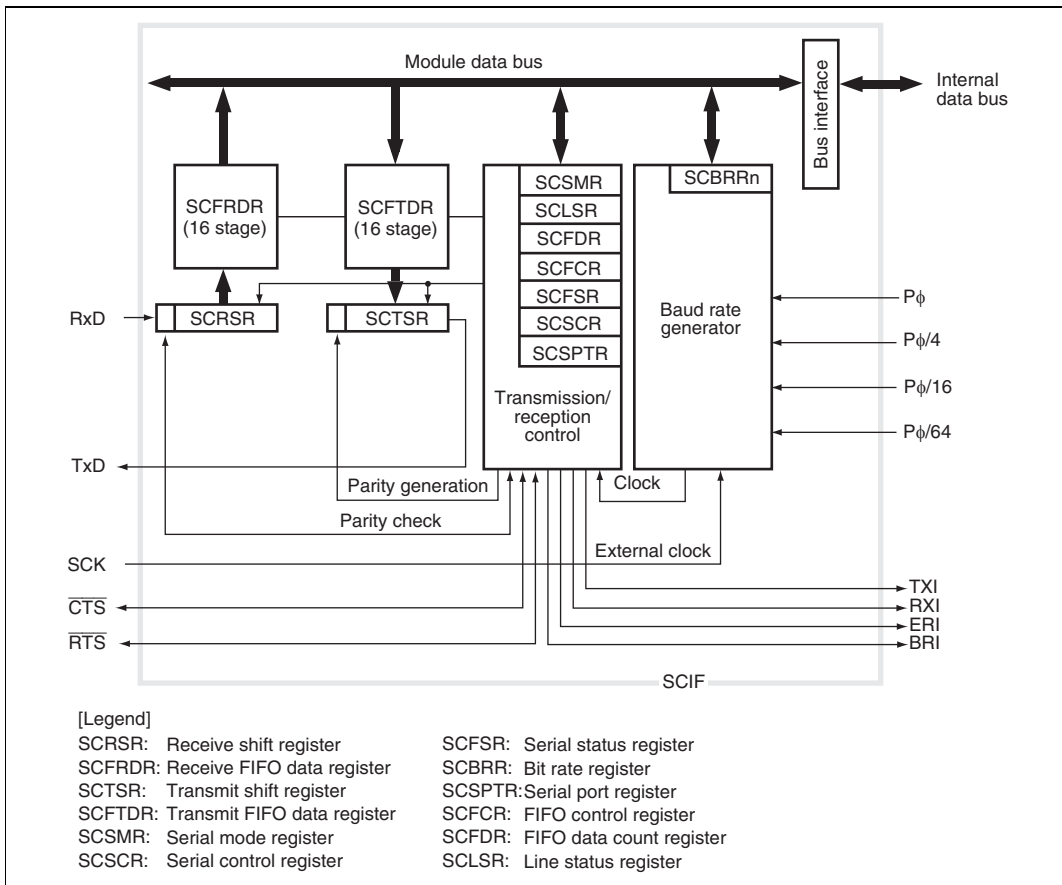 Module data bus
Bus interface
Internal
data bus
SCFRDR
(16 stage)
SCFTDR
(16 stage)
SCSMR
SCLSR
SCFDR
SCFCR
SCFSR
SCSCR
SCSPTR
Transmission/
reception
control
SCBRRn
Baud rate
generator
Pφ
Pφ/4
Pφ/16
Pφ/64
RxD
SCRSR
SCTSR
TxD
Parity generation
Clock
Parity check
SCK
External clock
CTS
RTS
TXI
RXI
ERI
BRI
SCIF
[Legend]
SCRSR: Receive shift register
SCFRDR: Receive FIFO data register
SCTSR: Transmit shift register
SCFTDR: Transmit FIFO data register
SCSMR: Serial mode register
SCSCR: Serial control register
SCFSR: Serial status register
SCBRR: Bit rate register
SCSPTR:Serial port register
SCFCR: FIFO control register
SCFDR: FIFO data count register
SCLSR: Line status register